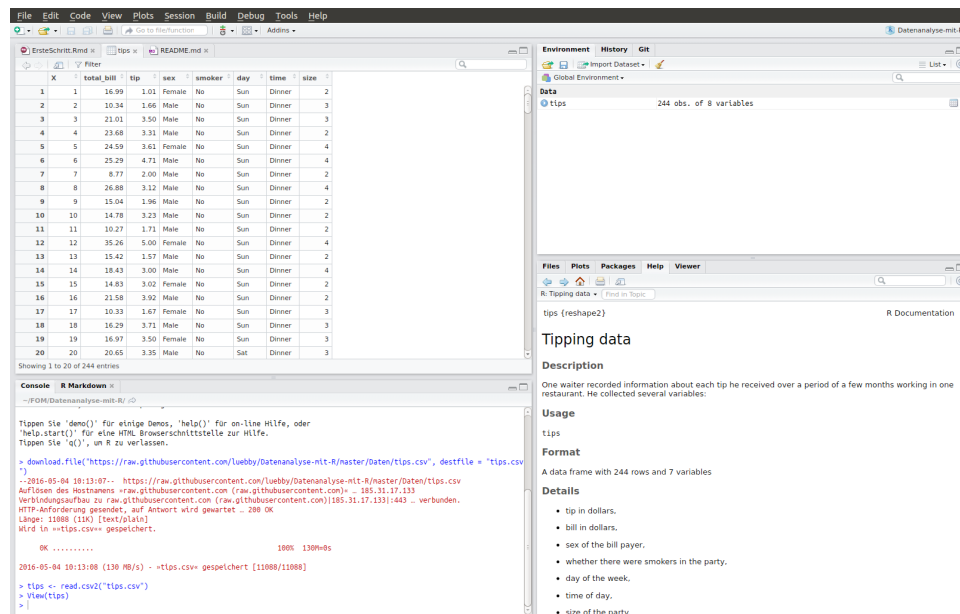 File Edit Code View Plots Session Build Debug Tools Help
Go to file/function Addins
Datenanalyse-mit-R
ErsteSchritt.Rmd tips README.md
Filter
X total_bill tip sex smoker day time size
1 1 16.99 1.01 Female No Sun Dinner 2
2 2 10.34 1.66 Male No Sun Dinner 3
3 3 21.01 3.50 Male No Sun Dinner 3
4 4 23.68 3.31 Male No Sun Dinner 2
5 5 24.59 3.61 Female No Sun Dinner 4
6 6 25.29 4.71 Male No Sun Dinner 4
7 7 8.77 2.00 Male No Sun Dinner 2
8 8 26.88 3.12 Male No Sun Dinner 4
9 9 15.04 1.96 Male No Sun Dinner 2
10 10 14.78 3.23 Male No Sun Dinner 2
11 11 10.27 1.71 Male No Sun Dinner 2
12 12 35.26 5.00 Female No Sun Dinner 4
13 13 15.42 1.57 Male No Sun Dinner 2
14 14 18.43 3.00 Male No Sun Dinner 4
15 15 14.83 3.02 Female No Sun Dinner 2
16 16 21.58 3.92 Male No Sun Dinner 2
17 17 10.33 1.67 Female No Sun Dinner 3
18 18 16.29 3.71 Male No Sun Dinner 3
19 19 16.97 3.50 Female No Sun Dinner 3
20 20 20.65 3.35 Male No Sat Dinner 3
Showing 1 to 20 of 244 entries
Console R Markdown
~/FOM/Datenanalyse-mit-R/
Tippen Sie 'demo()' für einige Demos, 'help()' für on-line Hilfe, oder
'help.start()' für eine HTML Browserschnittstelle zur Hilfe.
Tippen Sie 'q()', um R zu verlassen.
> download.file("https://raw.githubusercontent.com/luebby/Datenanalyse-mit-R/master/Daten/tips.csv", destfile = "tips.csv
")
--2016-05-04 10:13:07-- https://raw.githubusercontent.com/luebby/Datenanalyse-mit-R/master/Daten/tips.csv
Auflösen des Hostnamens »raw.githubusercontent.com (raw.githubusercontent.com)« … 185.31.17.133
Verbindungsaufbau zu raw.githubusercontent.com (raw.githubusercontent.com)|185.31.17.133|:443 … verbunden.
HTTP-Anforderung gesendet, auf Antwort wird gewartet … 200 OK
Länge: 11088 (11K) [text/plain]
Wird in »»tips.csv«« gespeichert.
0K .......... 100% 130M=0s
2016-05-04 10:13:08 (130 MB/s) - »tips.csv« gespeichert [11088/11088]
> tips <- read.csv2("tips.csv")
> View(tips)
>
Environment History Git
Import Dataset List
Global Environment
Data
tips 244 obs. of 8 variables
Files Plots Packages Help Viewer
R: Tipping data Find in Topic
tips {reshape2} R Documentation
Tipping data
Description
One waiter recorded information about each tip he received over a period of a few months working in one
restaurant. He collected several variables:
Usage
tips
Format
A data frame with 244 rows and 7 variables
Details
• tip in dollars,
• bill in dollars,
• sex of the bill payer,
• whether there were smokers in the party,
• day of the week,
• time of day,
• size of the party